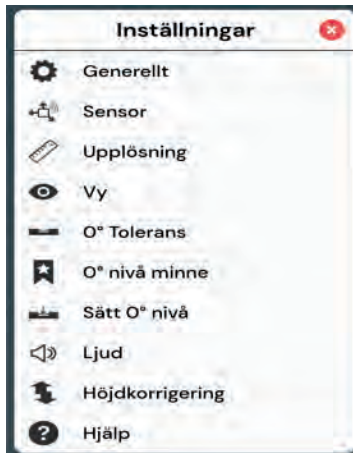 Inställningar
Generellt
Sensor
Upplösning
Vy
0° Tolerans
0° nivå minne
Sätt 0° nivå
Ljud
Höjdkorrigering
Hjälp